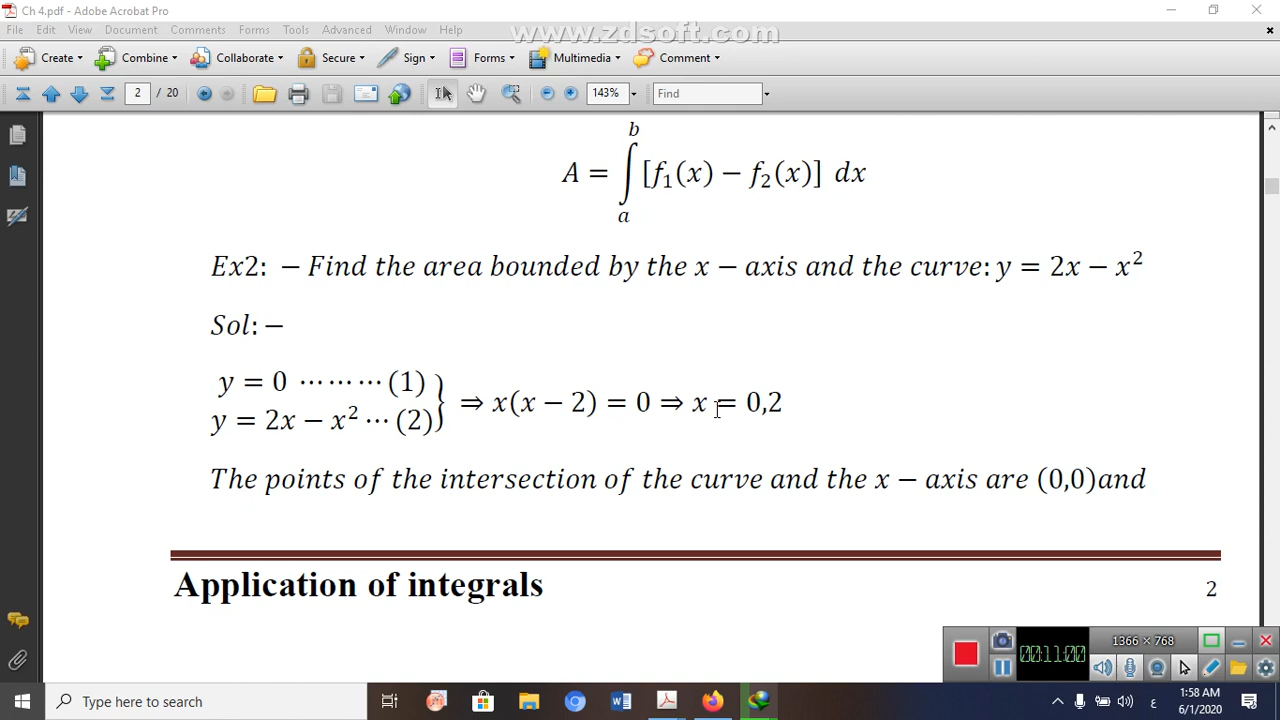 Ch 4.pdf - Adobe Acrobat Pro
www.zdsoft.com
File Edit View Document Comments Forms Tools Advanced Window Help
Create Combine Collaborate Secure Sign Forms Multimedia Comment
2 / 20 143% Find
A = ∫ₐᵇ [f₁(x) − f₂(x)] dx
Ex2: − Find the area bounded by the x − axis and the curve: y = 2x − x²
Sol: −
y = 0 ⋯⋯⋯ (1)
y = 2x − x² ⋯ (2)} ⇒ x(x − 2) = 0 ⇒ x = 0,2
The points of the intersection of the curve and the x − axis are (0,0)and
Application of integrals 2
1366 × 768
00:11:00
Type here to search
ع
1:58 AM
6/1/2020